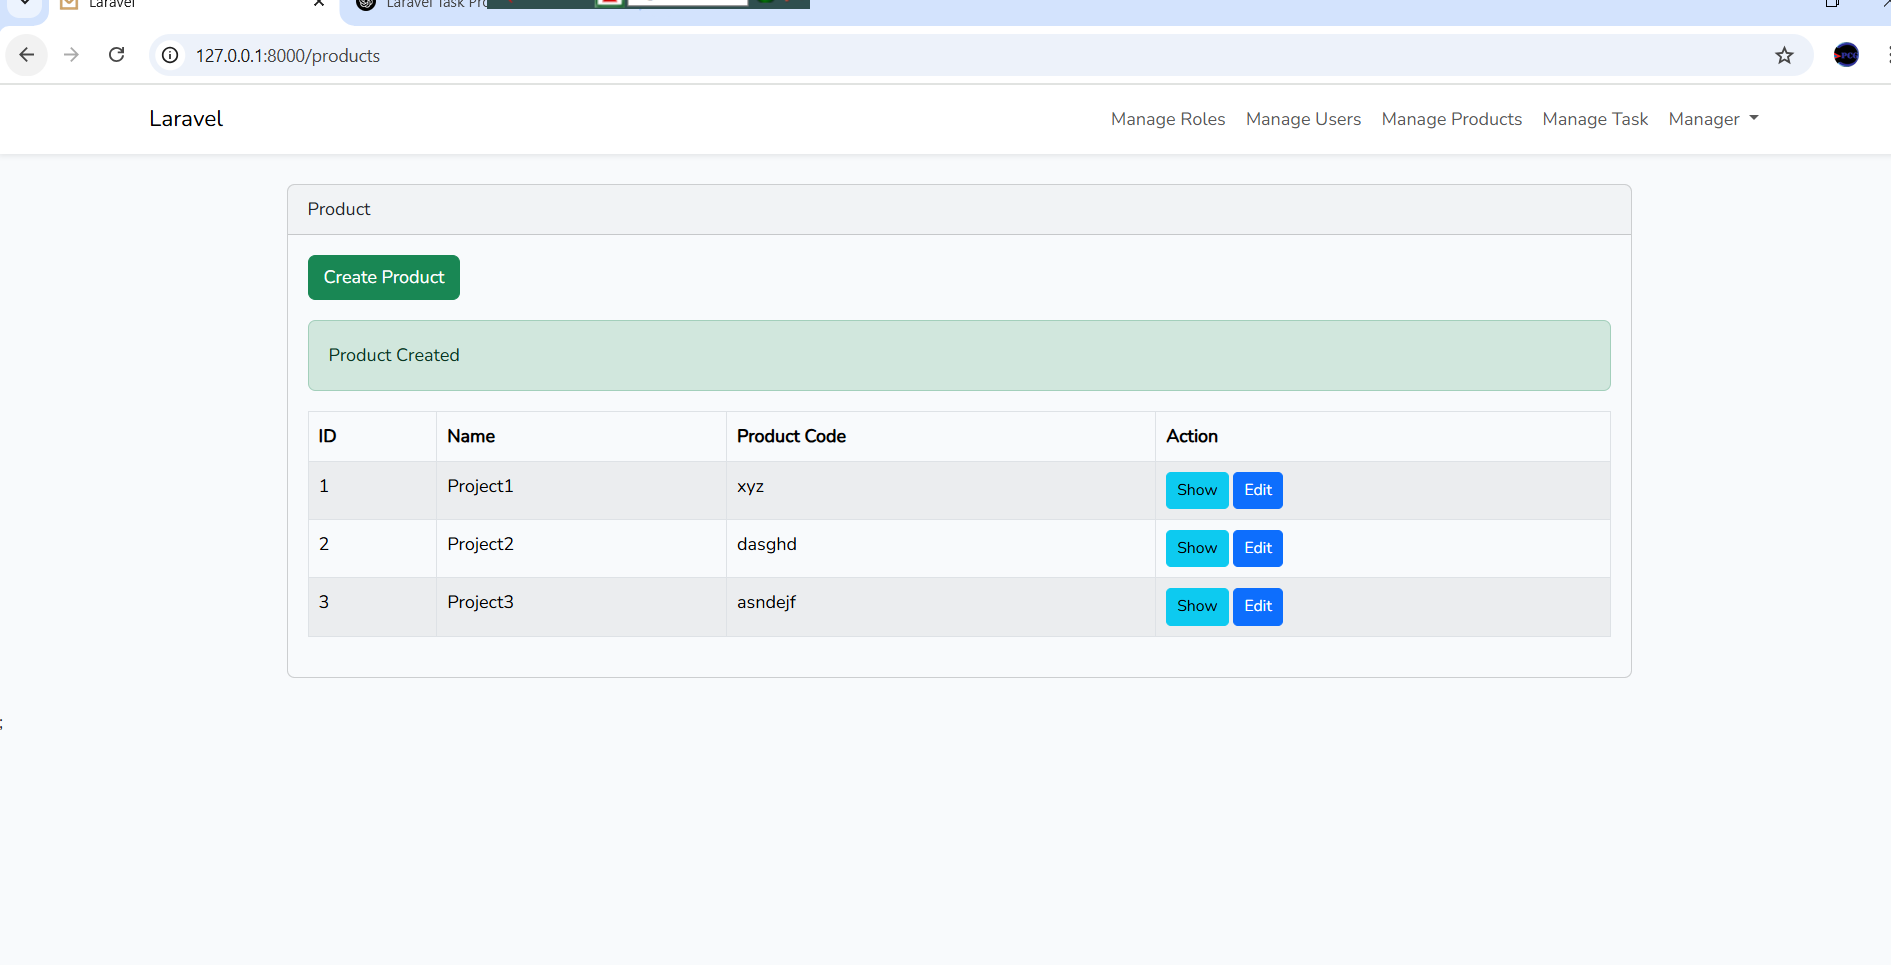 Laravel
Laravel Task Pro
127.0.0.1:8000/products
Laravel Manage Roles Manage Users Manage Products Manage Task Manager
Product
Create Product
Product Created
ID Name Product Code Action
1 Project1 xyz Show Edit
2 Project2 dasghd Show Edit
3 Project3 asndejf Show Edit
;